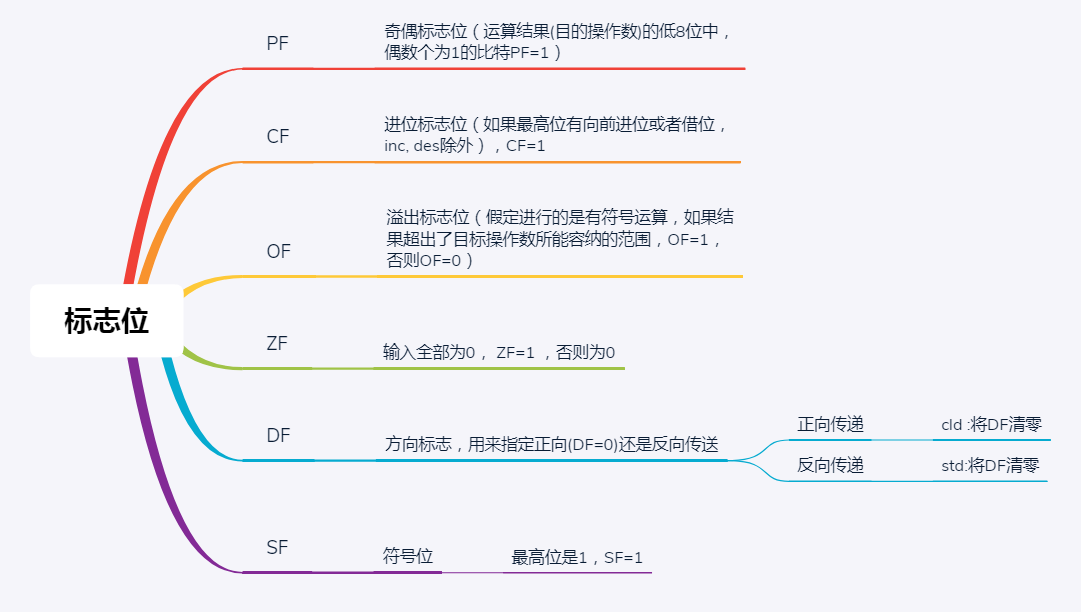 标志位
PF
奇偶标志位（运算结果(目的操作数)的低8位中，
偶数个为1的比特PF=1）
CF
进位标志位（如果最高位有向前进位或者借位，
inc, des除外），CF=1
OF
溢出标志位（假定进行的是有符号运算，如果结
果超出了目标操作数所能容纳的范围，OF=1，
否则OF=0）
ZF
输入全部为0， ZF=1 ，否则为0
DF
方向标志，用来指定正向(DF=0)还是反向传送
正向传递
cld :将DF清零
反向传递
std:将DF清零
SF
符号位
最高位是1，SF=1